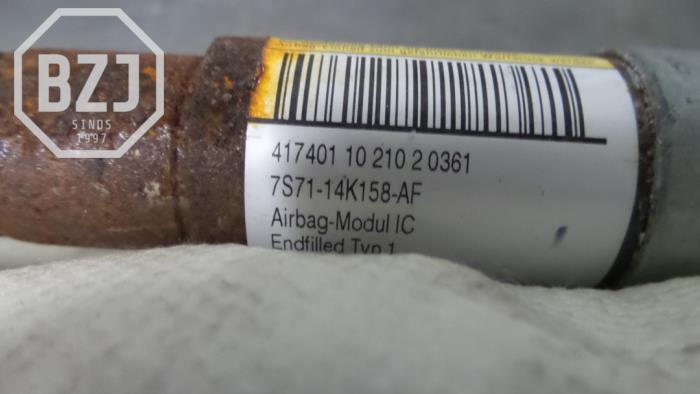 BZJ
SINDS
1997
417401 10 210 2 0361
7S71-14K158-AF
Airbag-Modul IC
Endfilled Typ 1